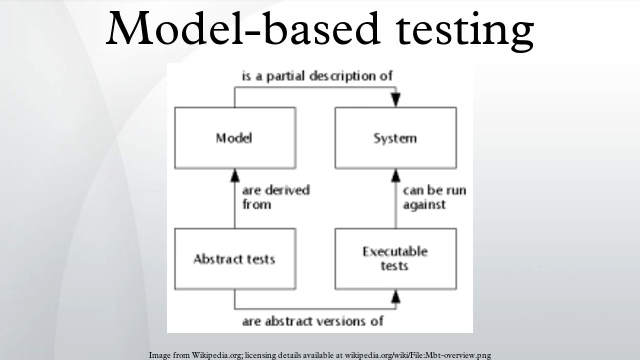 Model-based testing
is a partial description of
Model
System
are derived
from
can be run
against
Abstract tests
Executable
tests
are abstract versions of
Image from Wikipedia.org; licensing details available at wikipedia.org/wiki/File:Mbt-overview.png